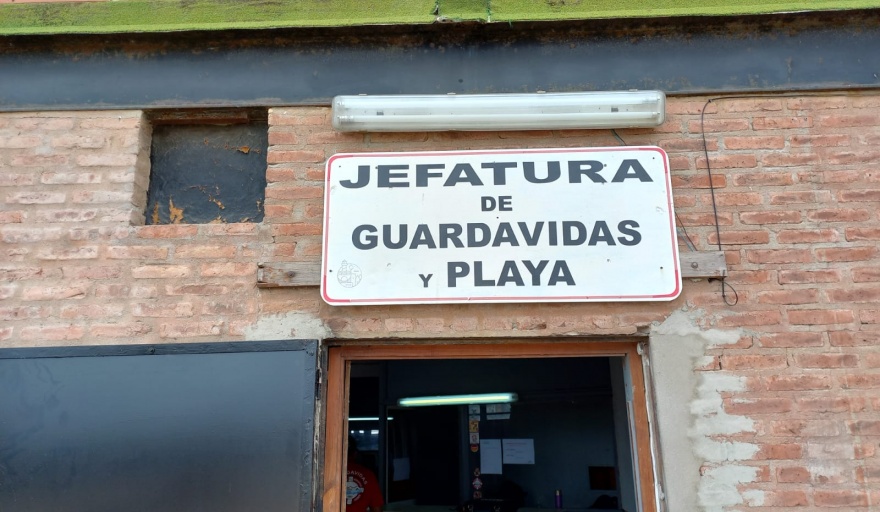 JEFATURA
DE
GUARDAVIDAS
Y PLAYA